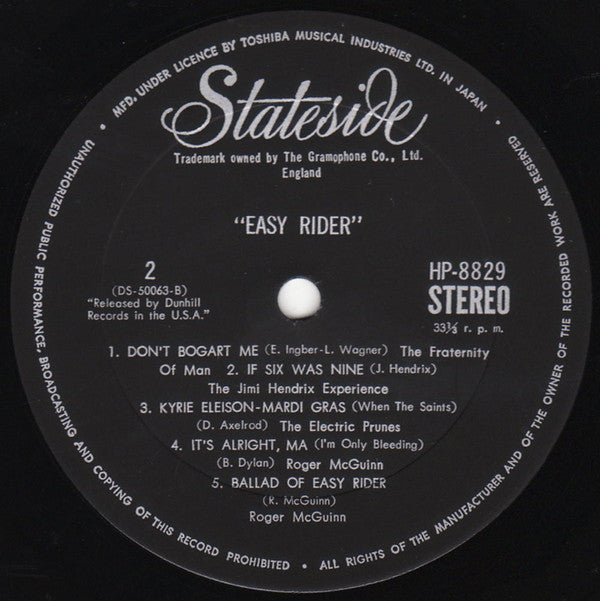 • MFD. UNDER LICENCE BY TOSHIBA MUSICAL INDUSTRIES LTD. IN JAPAN •
Stateside
Trademark owned by The Gramophone Co., Ltd.
England
"EASY RIDER"
2
(DS-50063-B)
"Released by Dunhill
Records in the U.S.A."
HP-8829
STEREO
33⅓ r. p. m.
1. DON'T BOGART ME (E. Ingber-L. Wagner) The Fraternity
Of Man 2. IF SIX WAS NINE (J. Hendrix)
The Jimi Hendrix Experience
3. KYRIE ELEISON-MARDI GRAS (When The Saints)
(D. Axelrod) The Electric Prunes
4. IT'S ALRIGHT, MA (I'm Only Bleeding)
(B. Dylan) Roger McGuinn
5. BALLAD OF EASY RIDER
(R. McGuinn)
Roger McGuinn
UNAUTHORIZED PUBLIC PERFORMANCE, BROADCASTING AND COPYING OF THIS RECORD PROHIBITED • ALL RIGHTS OF THE MANUFACTURER AND OF THE OWNER OF THE RECORDED WORK ARE RESERVED